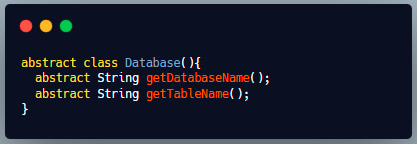 abstract class Database(){
  abstract String getDatabaseName();
  abstract String getTableName();
}